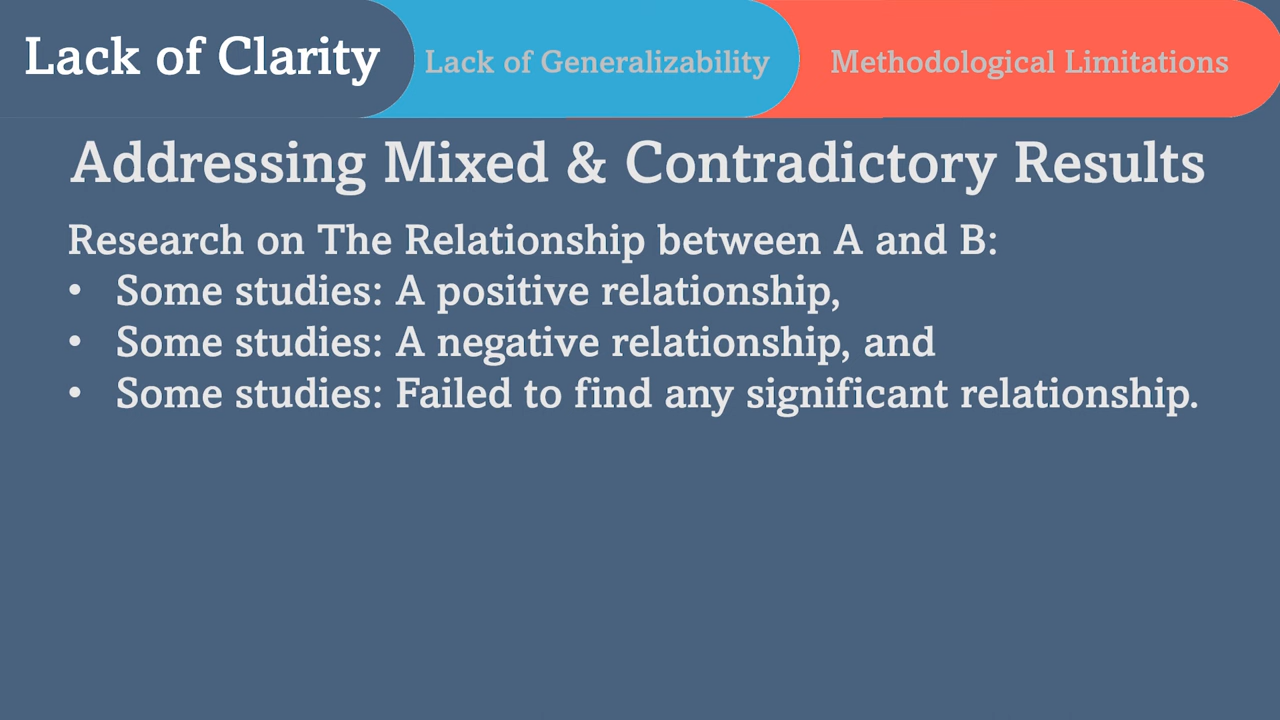 Lack of Clarity
Lack of Generalizability
Methodological Limitations
Addressing Mixed & Contradictory Results
Research on The Relationship between A and B:
• Some studies: A positive relationship,
• Some studies: A negative relationship, and
• Some studies: Failed to find any significant relationship.